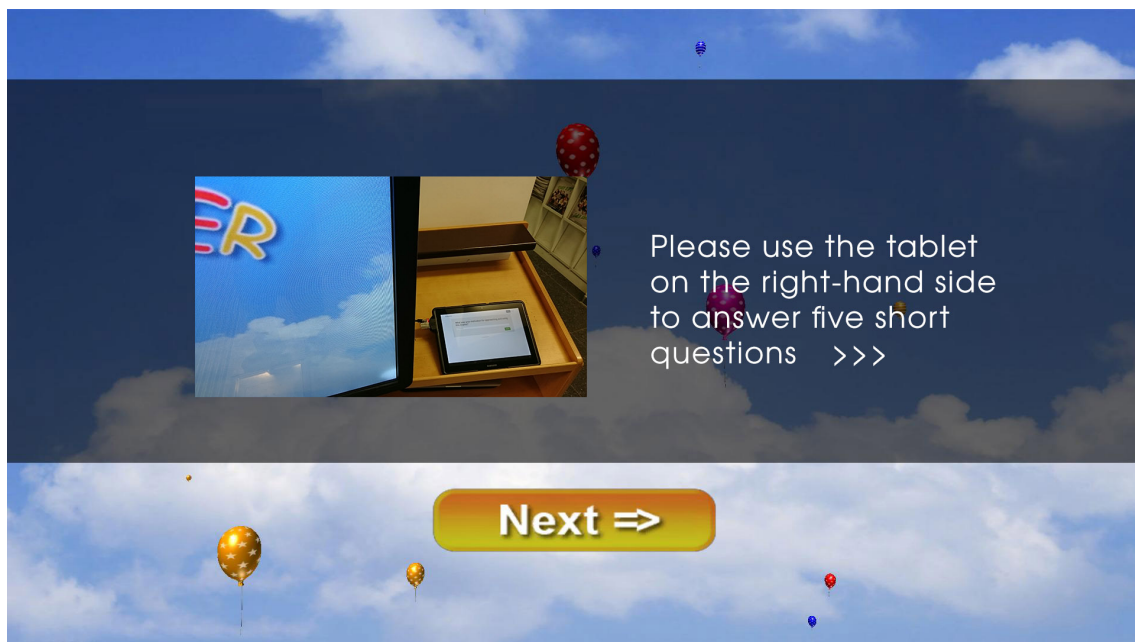 ER
Please use the tablet
on the right-hand side
to answer five short
questions >>>
Next =>